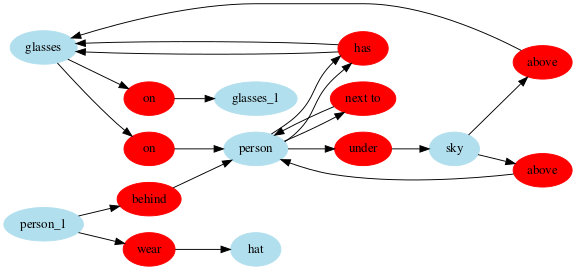 glasses
has
above
on
glasses_1
next to
on
person
under
sky
above
behind
person_1
wear
hat